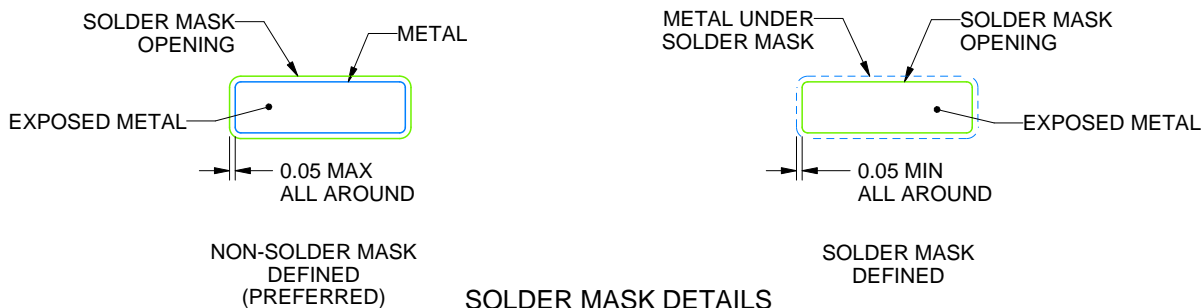 SOLDER MASK
OPENING
METAL
EXPOSED METAL
0.05 MAX
ALL AROUND
NON-SOLDER MASK
DEFINED
(PREFERRED)
METAL UNDER
SOLDER MASK
SOLDER MASK
OPENING
EXPOSED METAL
0.05 MIN
ALL AROUND
SOLDER MASK
DEFINED
SOLDER MASK DETAILS